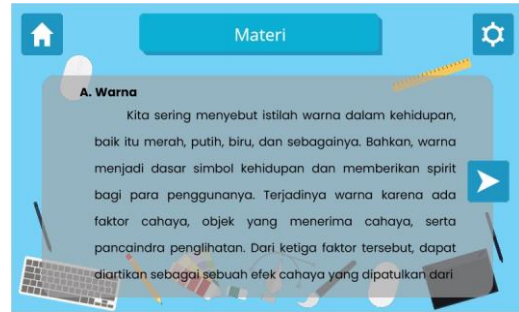 Materi
A. Warna
Kita sering menyebut istilah warna dalam kehidupan,
baik itu merah, putih, biru, dan sebagainya. Bahkan, warna
menjadi dasar simbol kehidupan dan memberikan spirit
bagi para penggunanya. Terjadinya warna karena ada
faktor cahaya, objek yang menerima cahaya, serta
pancaindra penglihatan. Dari ketiga faktor tersebut, dapat
diartikan sebagai sebuah efek cahaya yang dipatulkan dari